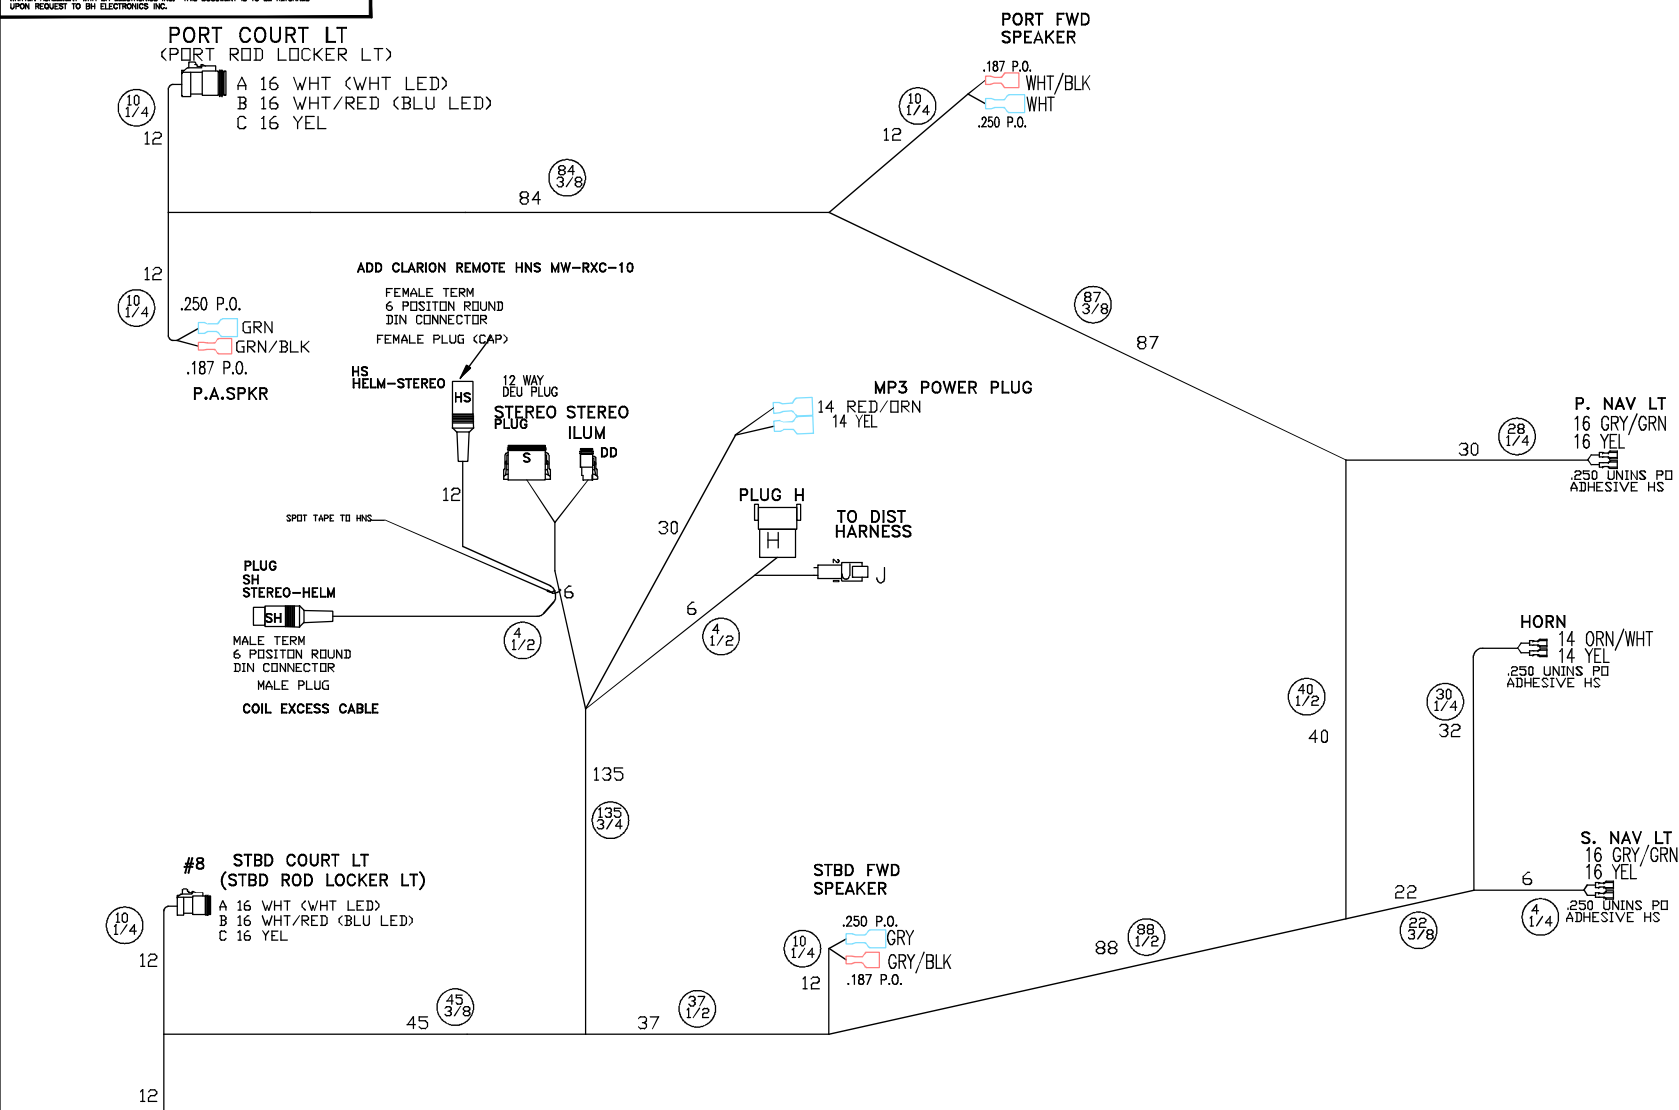 UPON REQUEST TO BH ELECTRONICS INC.
PORT COURT LT
(PORT ROD LOCKER LT)
A 16 WHT (WHT LED)
B 16 WHT/RED (BLU LED)
C 16 YEL
10
1/4
12
PORT FWD
SPEAKER
.187 P.O.
WHT/BLK
WHT
.250 P.O.
10
1/4
12
84
3/8
84
12
10
1/4
.250 P.O.
GRN
GRN/BLK
.187 P.O.
P.A.SPKR
ADD CLARION REMOTE HNS MW-RXC-10
FEMALE TERM
6 POSITON ROUND
DIN CONNECTOR
FEMALE PLUG (CAP)
HS
HELM-STEREO
HS
12 WAY
DEU PLUG
STEREO STEREO
PLUG
ILUM
S
DD
12
87
3/8
87
MP3 POWER PLUG
14 RED/ORN
14 YEL
30
P. NAV LT
16 GRY/GRN
16 YEL
.250 UNINS PO
ADHESIVE HS
28
1/4
30
PLUG H
H
TO DIST
HARNESS
2
1
J
SPOT TAPE TO HNS
PLUG
SH
STEREO-HELM
SH
MALE TERM
6 POSITON ROUND
DIN CONNECTOR
MALE PLUG
COIL EXCESS CABLE
6
4
1/2
6
4
1/2
HORN
14 ORN/WHT
14 YEL
.250 UNINS PO
ADHESIVE HS
40
1/2
40
30
1/4
32
135
135
3/4
#8
STBD COURT LT
(STBD ROD LOCKER LT)
A 16 WHT (WHT LED)
B 16 WHT/RED (BLU LED)
C 16 YEL
10
1/4
12
STBD FWD
SPEAKER
.250 P.O.
GRY
GRY/BLK
.187 P.O.
10
1/4
12
S. NAV LT
16 GRY/GRN
16 YEL
.250 UNINS PO
ADHESIVE HS
6
4
1/4
22
22
3/8
88
88
1/2
45
45
3/8
37
37
1/2
12